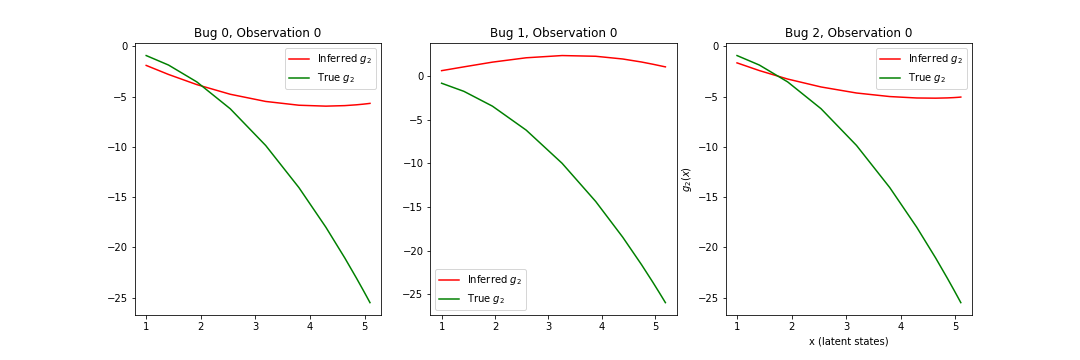 Bug 0, Observation 0
Inferred g₂
True g₂
0
−5
−10
−15
−20
−25
1 2 3 4 5
Bug 1, Observation 0
0
−5
−10
−15
−20
−25
Inferred g₂
True g₂
1 2 3 4 5
Bug 2, Observation 0
Inferred g₂
True g₂
g₂(x)
0
−5
−10
−15
−20
−25
1 2 3 4 5
x (latent states)